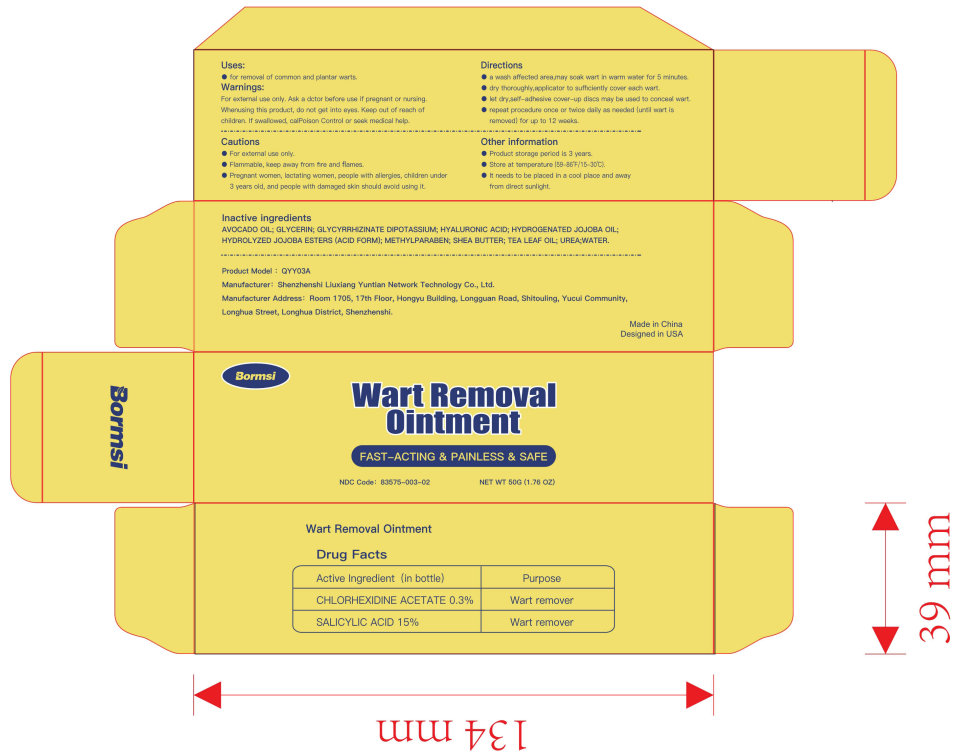 Uses:
● for removal of common and plantar warts.
Warnings:
For external use only. Ask a dctor before use if pregnant or nursing.
Whenusing this product, do not get into eyes. Keep out of reach of
children. If swallowed, calPoison Control or seek medical help.
Cautions
● For external use only.
● Flammable, keep away from fire and flames.
● Pregnant women, lactating women, people with allergies, children under
3 years old, and people with damaged skin should avoid using it.
Directions
● a wash affected area,may soak wart in warm water for 5 minutes.
● dry thoroughly,applicator to sufficiently cover each wart.
● let dry,self-adhesive cover-up discs may be used to conceal wart.
● repeat procedure once or twice daily as needed (until wart is
removed) for up to 12 weeks.
Other information
● Product storage period is 3 years.
● Store at temperature (59-86°F/15-30°C).
● It needs to be placed in a cool place and away
from direct sunlight.
Inactive ingredients
AVOCADO OIL; GLYCERIN; GLYCYRRHIZINATE DIPOTASSIUM; HYALURONIC ACID; HYDROGENATED JOJOBA OIL;
HYDROLYZED JOJOBA ESTERS (ACID FORM); METHYLPARABEN; SHEA BUTTER; TEA LEAF OIL; UREA;WATER.
Product Model : QYY03A
Manufacturer: Shenzhenshi Liuxiang Yuntian Network Technology Co., Ltd.
Manufacturer Address: Room 1705, 17th Floor, Hongyu Building, Longguan Road, Shitouling, Yucui Community,
Longhua Street, Longhua District, Shenzhenshi.
Made in China
Designed in USA
Bormsi
Bormsi
Wart Removal
Ointment
FAST-ACTING & PAINLESS & SAFE
NDC Code: 83575-003-02
NET WT 50G (1.76 OZ)
Wart Removal Ointment
Drug Facts
Active Ingredient (in bottle) Purpose
CHLORHEXIDINE ACETATE 0.3% Wart remover
SALICYLIC ACID 15% Wart remover
39 mm
134 mm